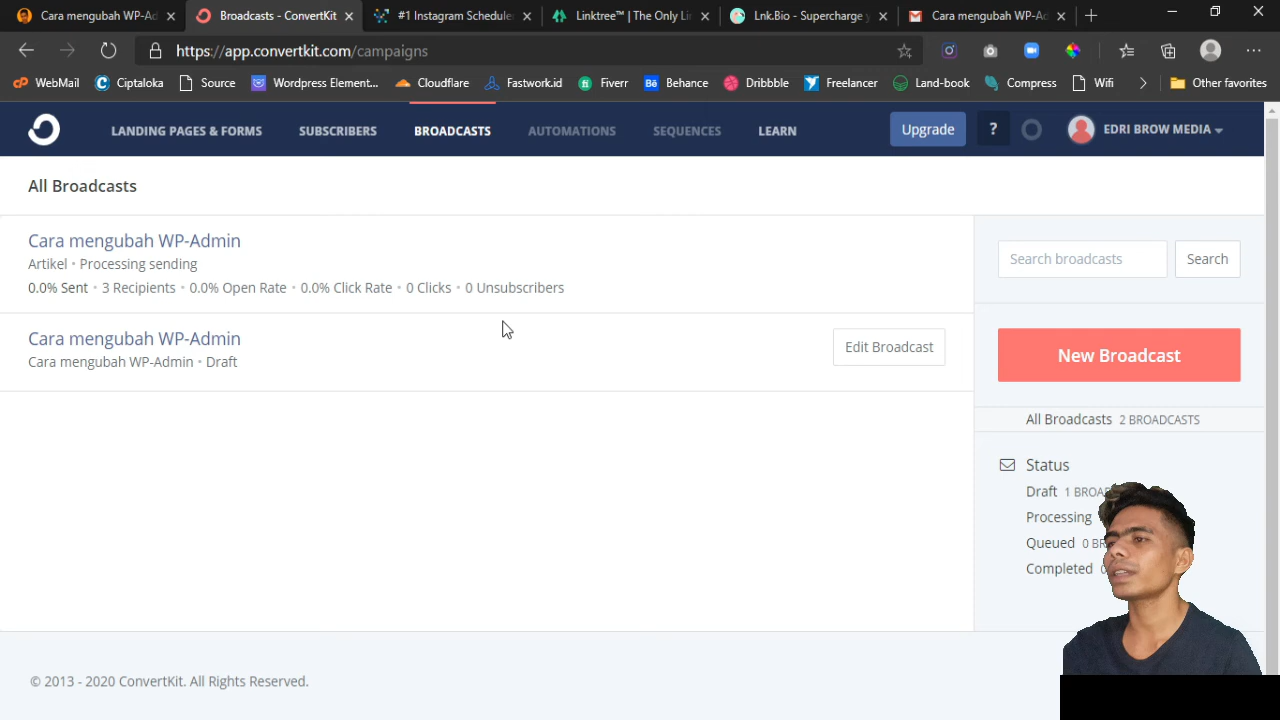 Cara mengubah WP-Ad
Broadcasts - ConvertKit
#1 Instagram Schedule
Linktree™ | The Only Li
Lnk.Bio - Supercharge y
Cara mengubah WP-A
https://app.convertkit.com/campaigns
WebMail
Ciptaloka
Source
Wordpress Element...
Cloudflare
Fastwork.id
Fiverr
Behance
Dribbble
Freelancer
Land-book
Compress
Wifi
Other favorites
LANDING PAGES & FORMS
SUBSCRIBERS
BROADCASTS
AUTOMATIONS
SEQUENCES
LEARN
Upgrade
?
EDRI BROW MEDIA
All Broadcasts
Cara mengubah WP-Admin
Artikel • Processing sending
0.0% Sent • 3 Recipients • 0.0% Open Rate • 0.0% Click Rate • 0 Clicks • 0 Unsubscribers
Cara mengubah WP-Admin
Cara mengubah WP-Admin • Draft
Edit Broadcast
Search broadcasts
Search
New Broadcast
All Broadcasts 2 BROADCASTS
Status
Draft 1 BROA
Processing
Queued 0 BR
Completed
© 2013 - 2020 ConvertKit. All Rights Reserved.